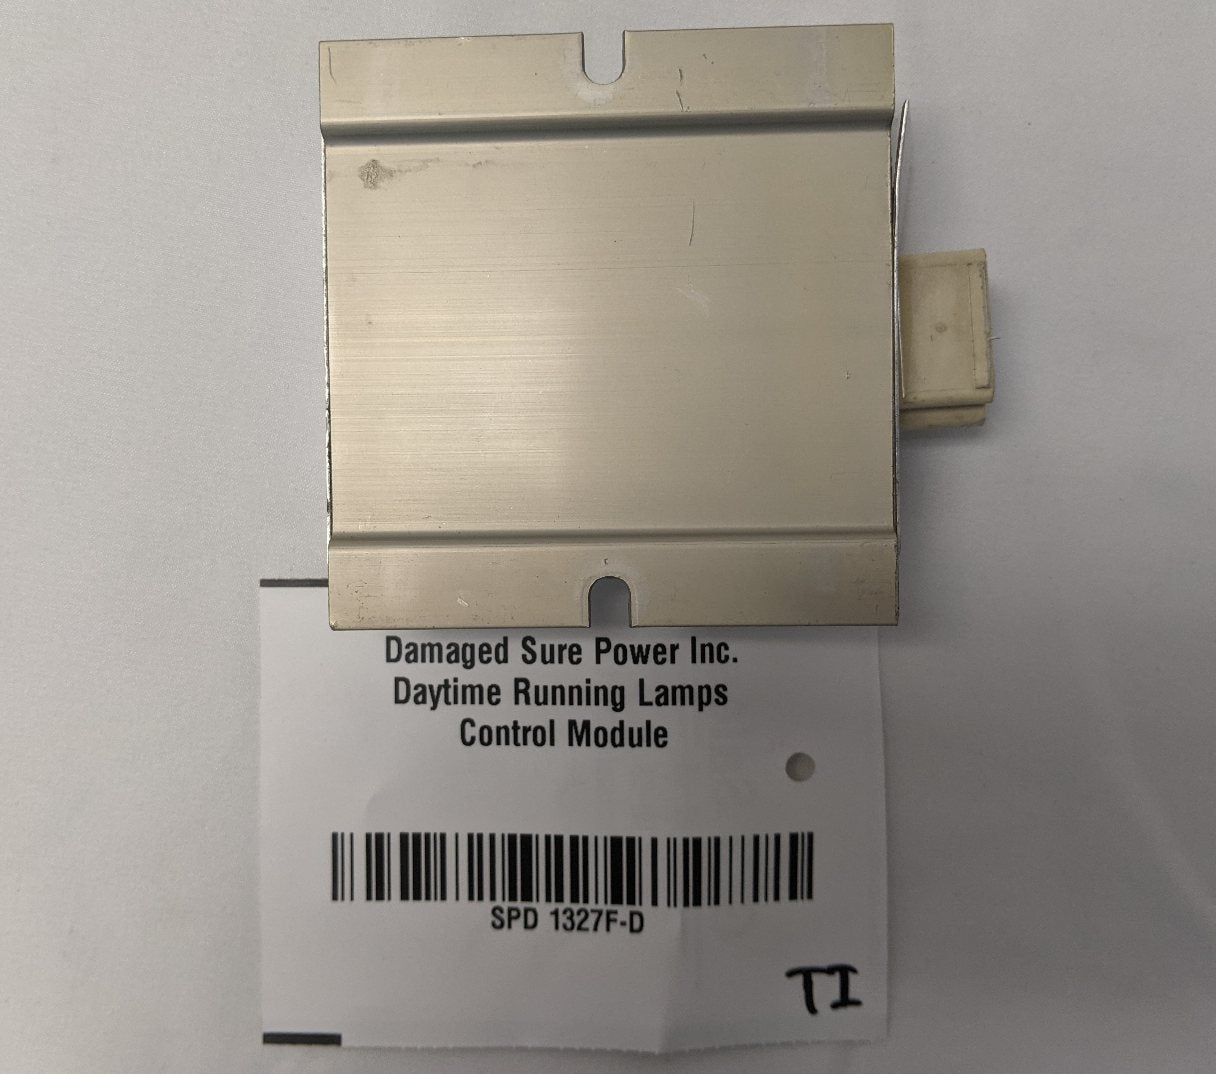 Damaged Sure Power Inc.
Daytime Running Lamps
Control Module
SPD 1327F-D
TI